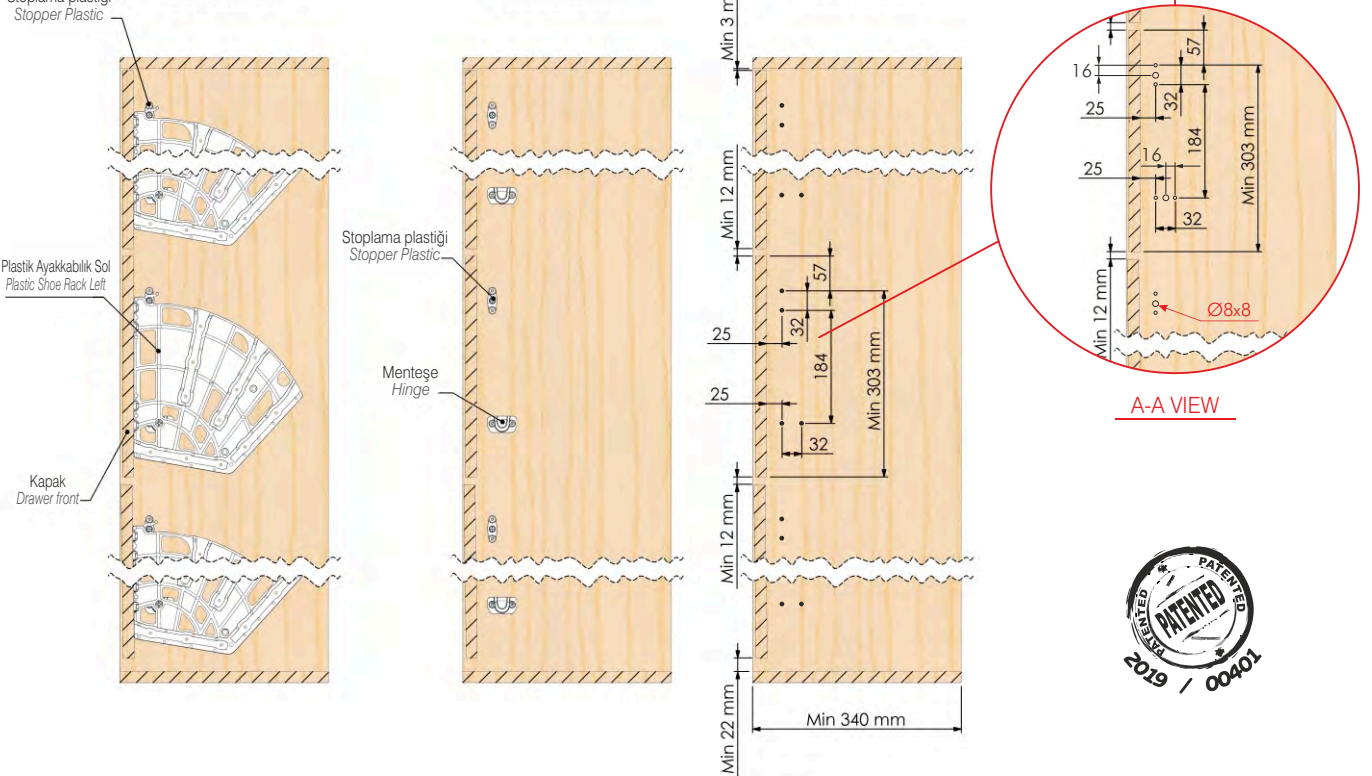 Stoplama plastiği
Stopper Plastic
Plastik Ayakkabılık Sol
Plastic Shoe Rack Left
Kapak
Drawer front
Stoplama plastiği
Stopper Plastic
Menteşe
Hinge
Min 3 m
Min 12 mm
57
32
25
184
Min 303 mm
25
32
Min 12 mm
Min 22 mm
Min 340 mm
57
16
32
25
184
Min 303 mm
16
25
32
Min 12 mm
Ø8x8
A-A VIEW
PATENTED
PATENTED
PATENTED
2019 / 00401